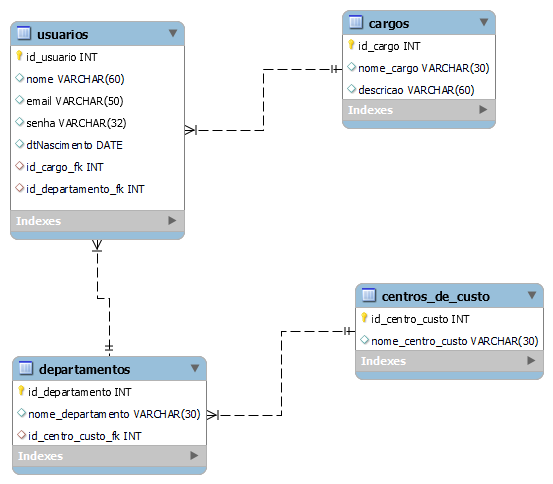 usuarios
id_usuario INT
nome VARCHAR(60)
email VARCHAR(50)
senha VARCHAR(32)
dtNascimento DATE
id_cargo_fk INT
id_departamento_fk INT
Indexes
cargos
id_cargo INT
nome_cargo VARCHAR(30)
descricao VARCHAR(60)
Indexes
departamentos
id_departamento INT
nome_departamento VARCHAR(30)
id_centro_custo_fk INT
Indexes
centros_de_custo
id_centro_custo INT
nome_centro_custo VARCHAR(30)
Indexes